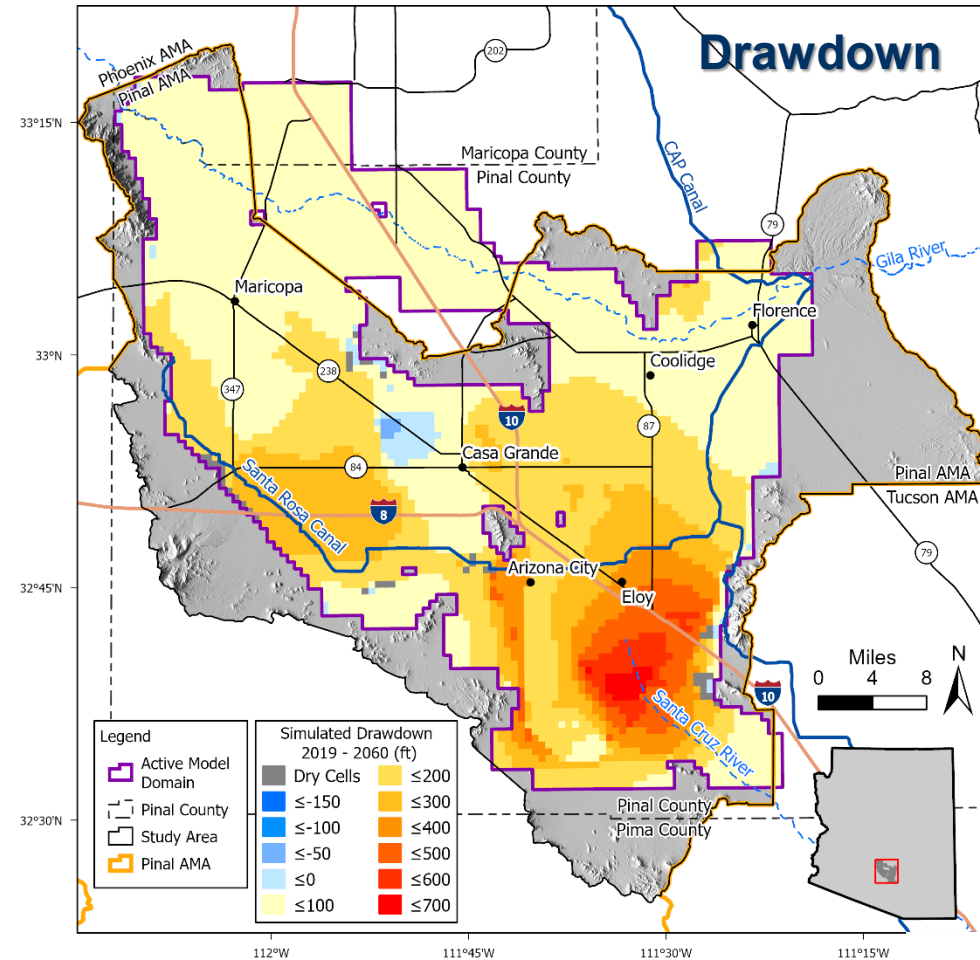 Drawdown
Phoenix AMA
Pinal AMA
202
33°15'N
Maricopa County
Pinal County
CAP Canal
79
Gila River
Maricopa
Florence
33°N
Coolidge
238
347
87
10
Casa Grande
84
Santa Rosa Canal
8
Pinal AMA
Tucson AMA
79
Arizona City
32°45'N
Eloy
Miles
0 4 8
N
10
Santa Cruz River
Legend
Active Model
Domain
Pinal County
Study Area
Pinal AMA
Simulated Drawdown
2019 - 2060 (ft)
Dry Cells
≤-150
≤-100
≤-50
≤0
≤100
≤200
≤300
≤400
≤500
≤600
≤700
Pinal County
Pima County
32°30'N
112°W
111°45'W
111°30'W
111°15'W